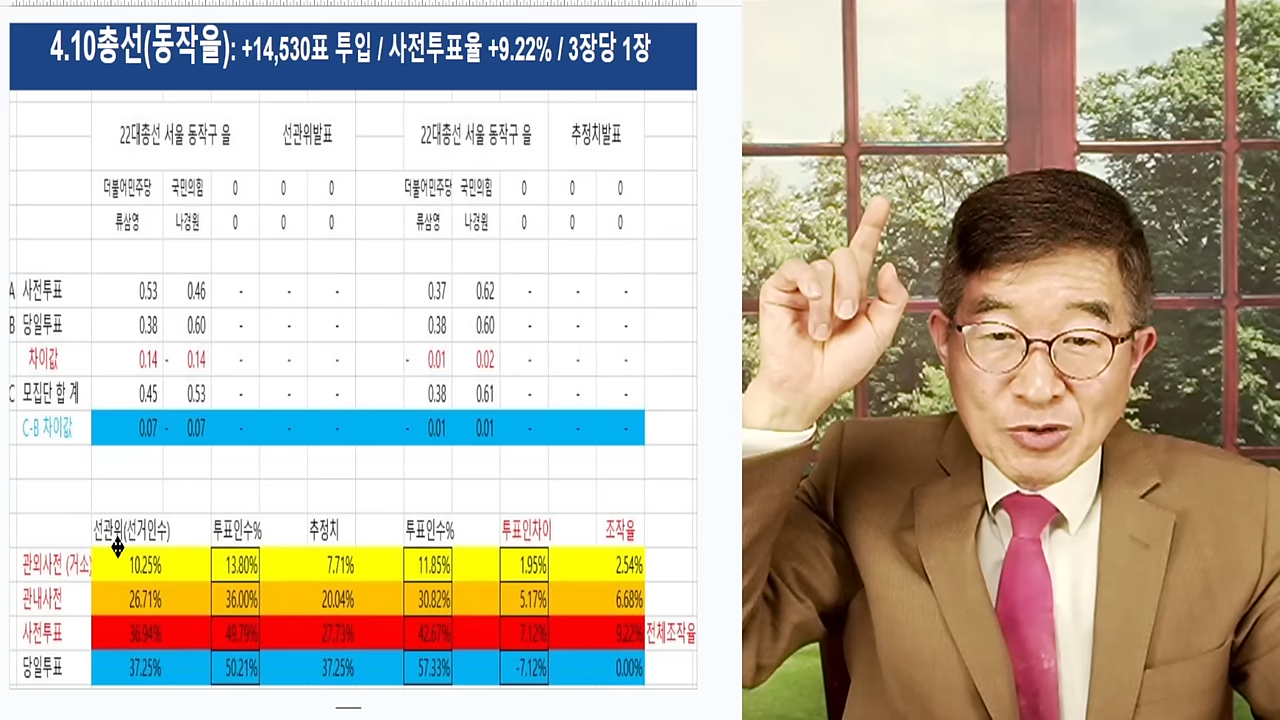 4.10총선(동작을): +14,530표 투입 / 사전투표율 +9.22% / 3장당 1장
22대총선 서울 동작구 을 선관위발표 22대총선 서울 동작구 을 추정치발표
더불어민주당 국민의힘 0 0 0 더불어민주당 국민의힘 0 0 0
류삼영 나경원 0 0 0 류삼영 나경원 0 0 0
A 사전투표 0.53 0.46 - - - 0.37 0.62 - - -
B 당일투표 0.38 0.60 - - - 0.38 0.60 - - -
차이값 0.14 - 0.14 - - - - 0.01 0.02 - - -
C 모집단 합 계 0.45 0.53 - - - 0.38 0.61 - - -
C-B 차이값 0.07 - 0.07 - - - - 0.01 0.01 - - -
선관위(선거인수) 투표인수% 추정치 투표인수% 투표인차이 조작율
관외사전 (거소) 10.25% 13.80% 7.71% 11.85% 1.95% 2.54%
관내사전 26.71% 36.00% 20.04% 30.82% 5.17% 6.68%
사전투표 36.94% 49.79% 27.73% 42.67% 7.12% 9.22% 전체조작율
당일투표 37.25% 50.21% 37.25% 57.33% -7.12% 0.00%